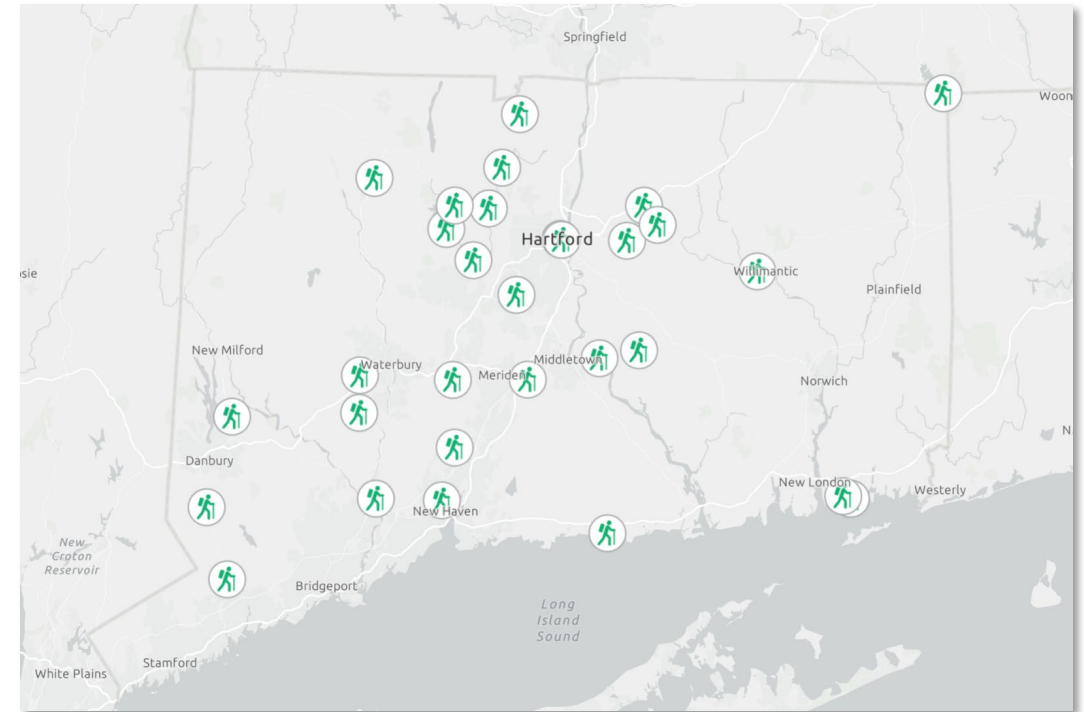 Springfield
Woon
Hartford
sie
Willimantic
Plainfield
New Milford
Waterbury
Middletown
Meriden
Norwich
N
Danbury
New London
Westerly
New Haven
New
Croton
Reservoir
Bridgeport
Long
Island
Sound
Stamford
White Plains